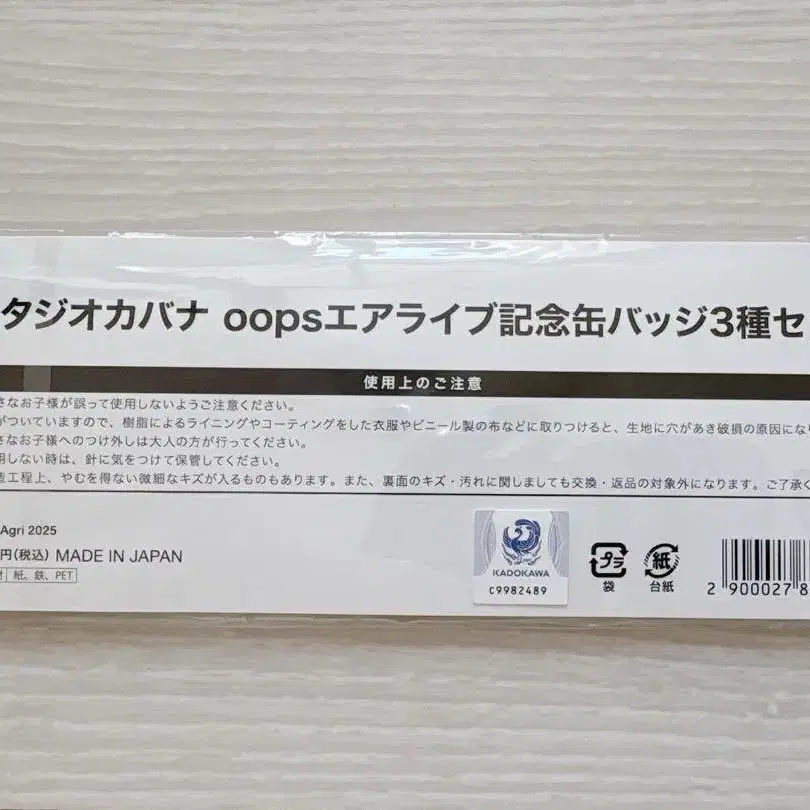 タジオカバナ oopsエアライブ記念缶バッジ3種セ
使用上のご注意
さなお子様が誤って使用しないようご注意ください。
がついていますので、樹脂によるライニングやコーティングをした衣服やビニール製の布などに取りつけると、生地に穴があき破損の原因にな
さなお子様へのつけ外しは大人の方が行ってください。
用しない時は、針に気をつけて保管してください。
造工程上、やむを得ない微細なキズが入るものもあります。また、裏面のキズ・汚れに関しましても交換・返品の対象外になります。ご了承く
Agri 2025
円(税込) MADE IN JAPAN
紙、鉄、PET
KADOKAWA
C9982489
プラ
袋
紙
台紙
2 900027 8